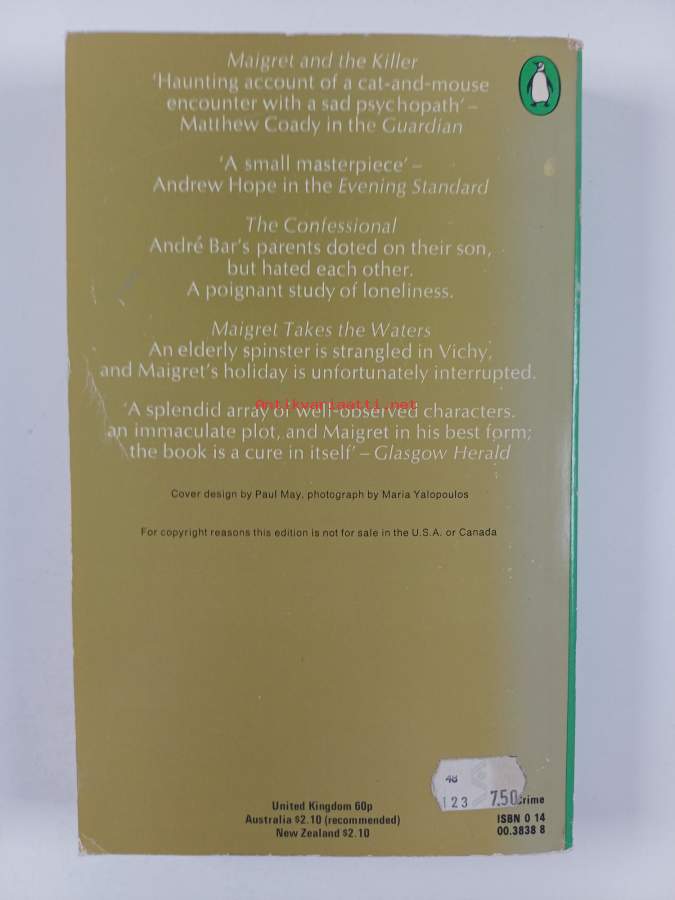 Maigret and the Killer
'Haunting account of a cat-and-mouse
encounter with a sad psychopath' –
Matthew Coady in the Guardian
'A small masterpiece' –
Andrew Hope in the Evening Standard
The Confessional
André Bar's parents doted on their son,
but hated each other.
A poignant study of loneliness.
Maigret Takes the Waters
An elderly spinster is strangled in Vichy,
and Maigret's holiday is unfortunately interrupted.
Antikvariaatti.net
'A splendid array of well-observed characters.
an immaculate plot, and Maigret in his best form;
the book is a cure in itself' – Glasgow Herald
Cover design by Paul May, photograph by Maria Yalopoulos
For copyright reasons this edition is not for sale in the U.S.A. or Canada
48
123 7.50
United Kingdom 60p
Australia $2.10 (recommended)
New Zealand $2.10
ISBN 0 14
00.3838 8